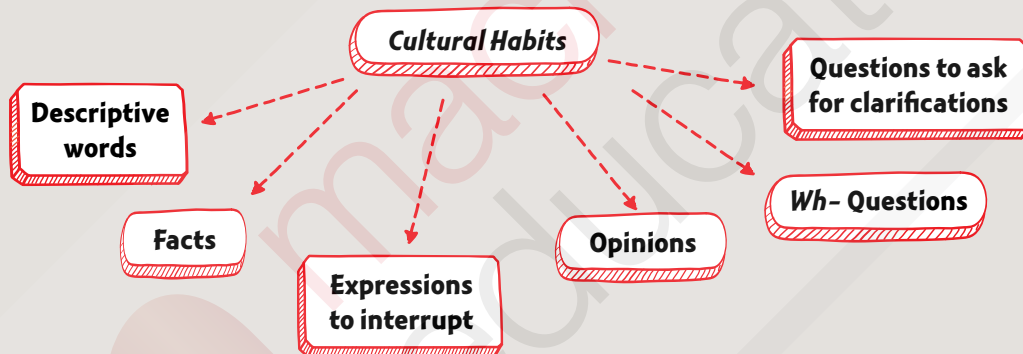 Cultural Habits
Descriptive
words
Facts
Expressions
to interrupt
Opinions
Wh- Questions
Questions to ask
for clarifications